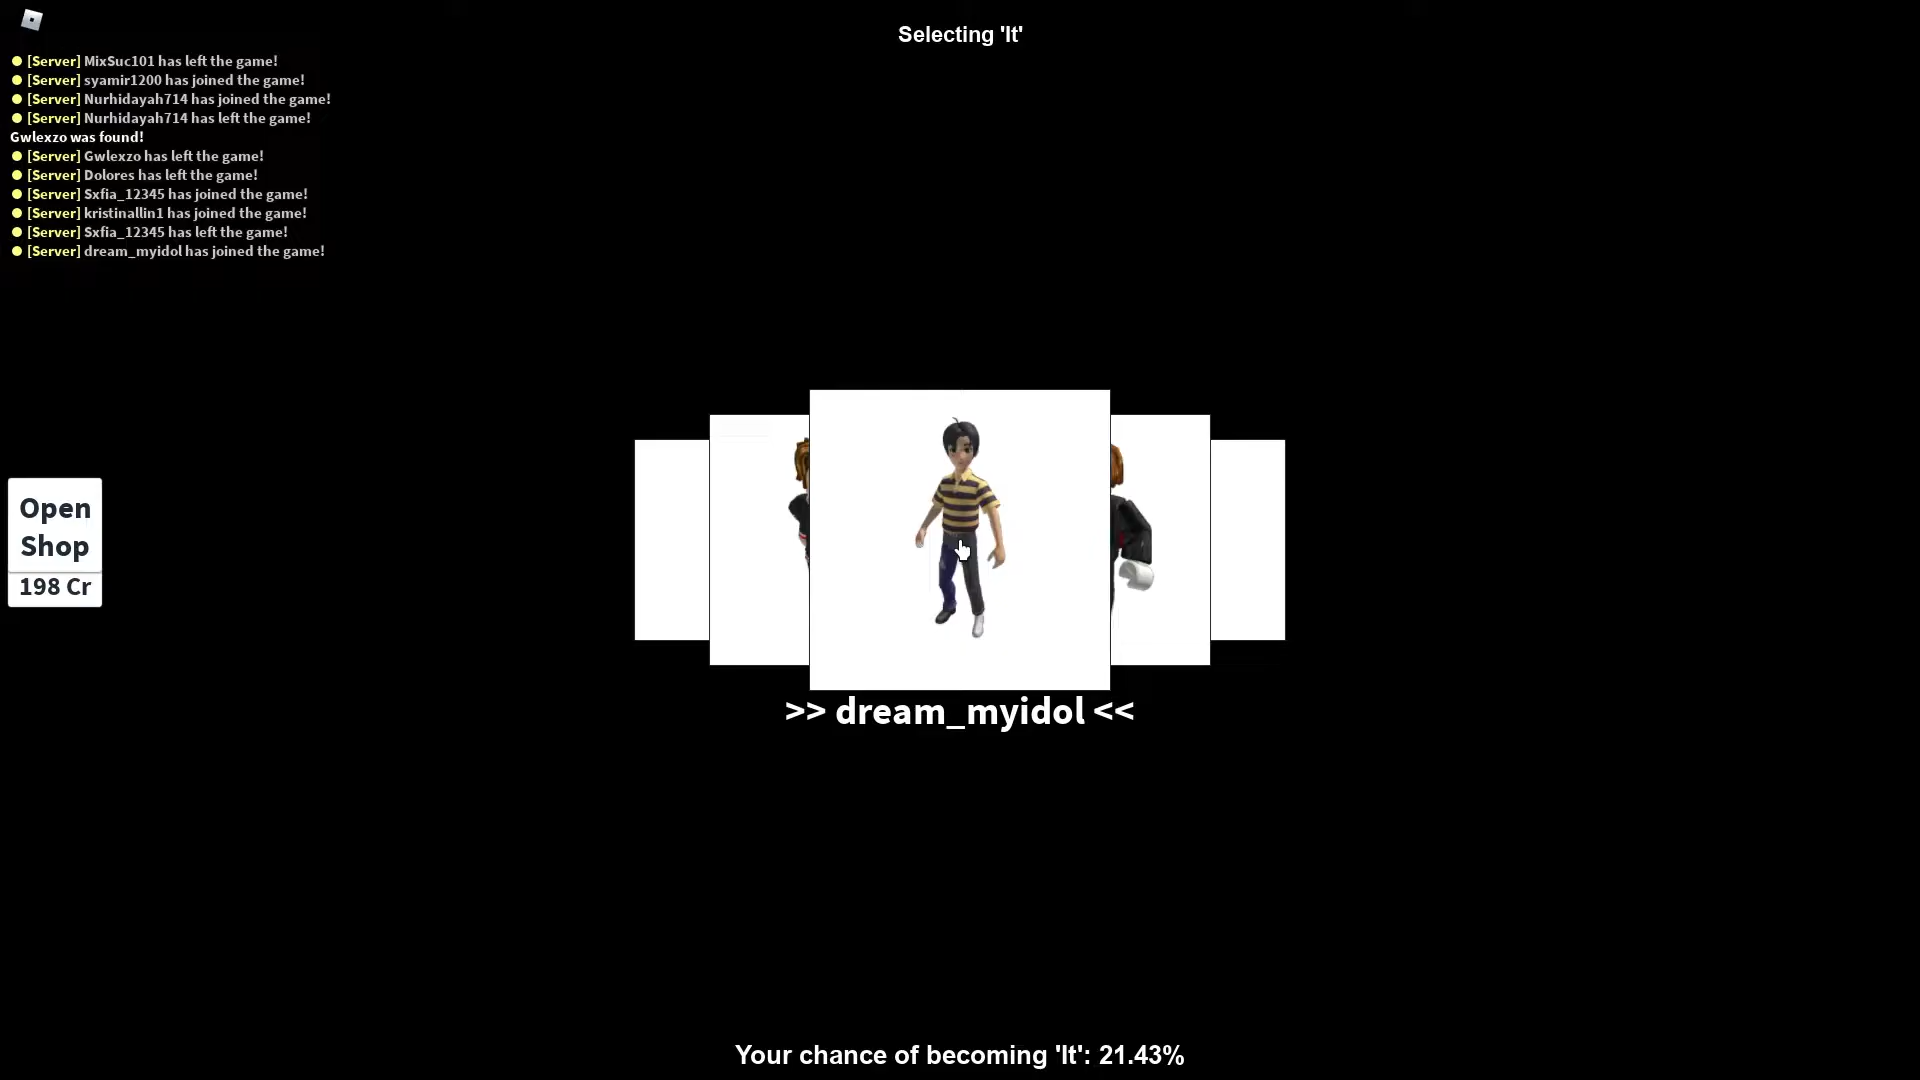 Selecting 'It'
[Server] MixSuc101 has left the game!
[Server] syamir1200 has joined the game!
[Server] Nurhidayah714 has joined the game!
[Server] Nurhidayah714 has left the game!
Gwlexzo was found!
[Server] Gwlexzo has left the game!
[Server] Dolores has left the game!
[Server] Sxfia_12345 has joined the game!
[Server] kristinallin1 has joined the game!
[Server] Sxfia_12345 has left the game!
[Server] dream_myidol has joined the game!
Open
Shop
198 Cr
>> dream_myidol <<
Your chance of becoming 'It': 21.43%